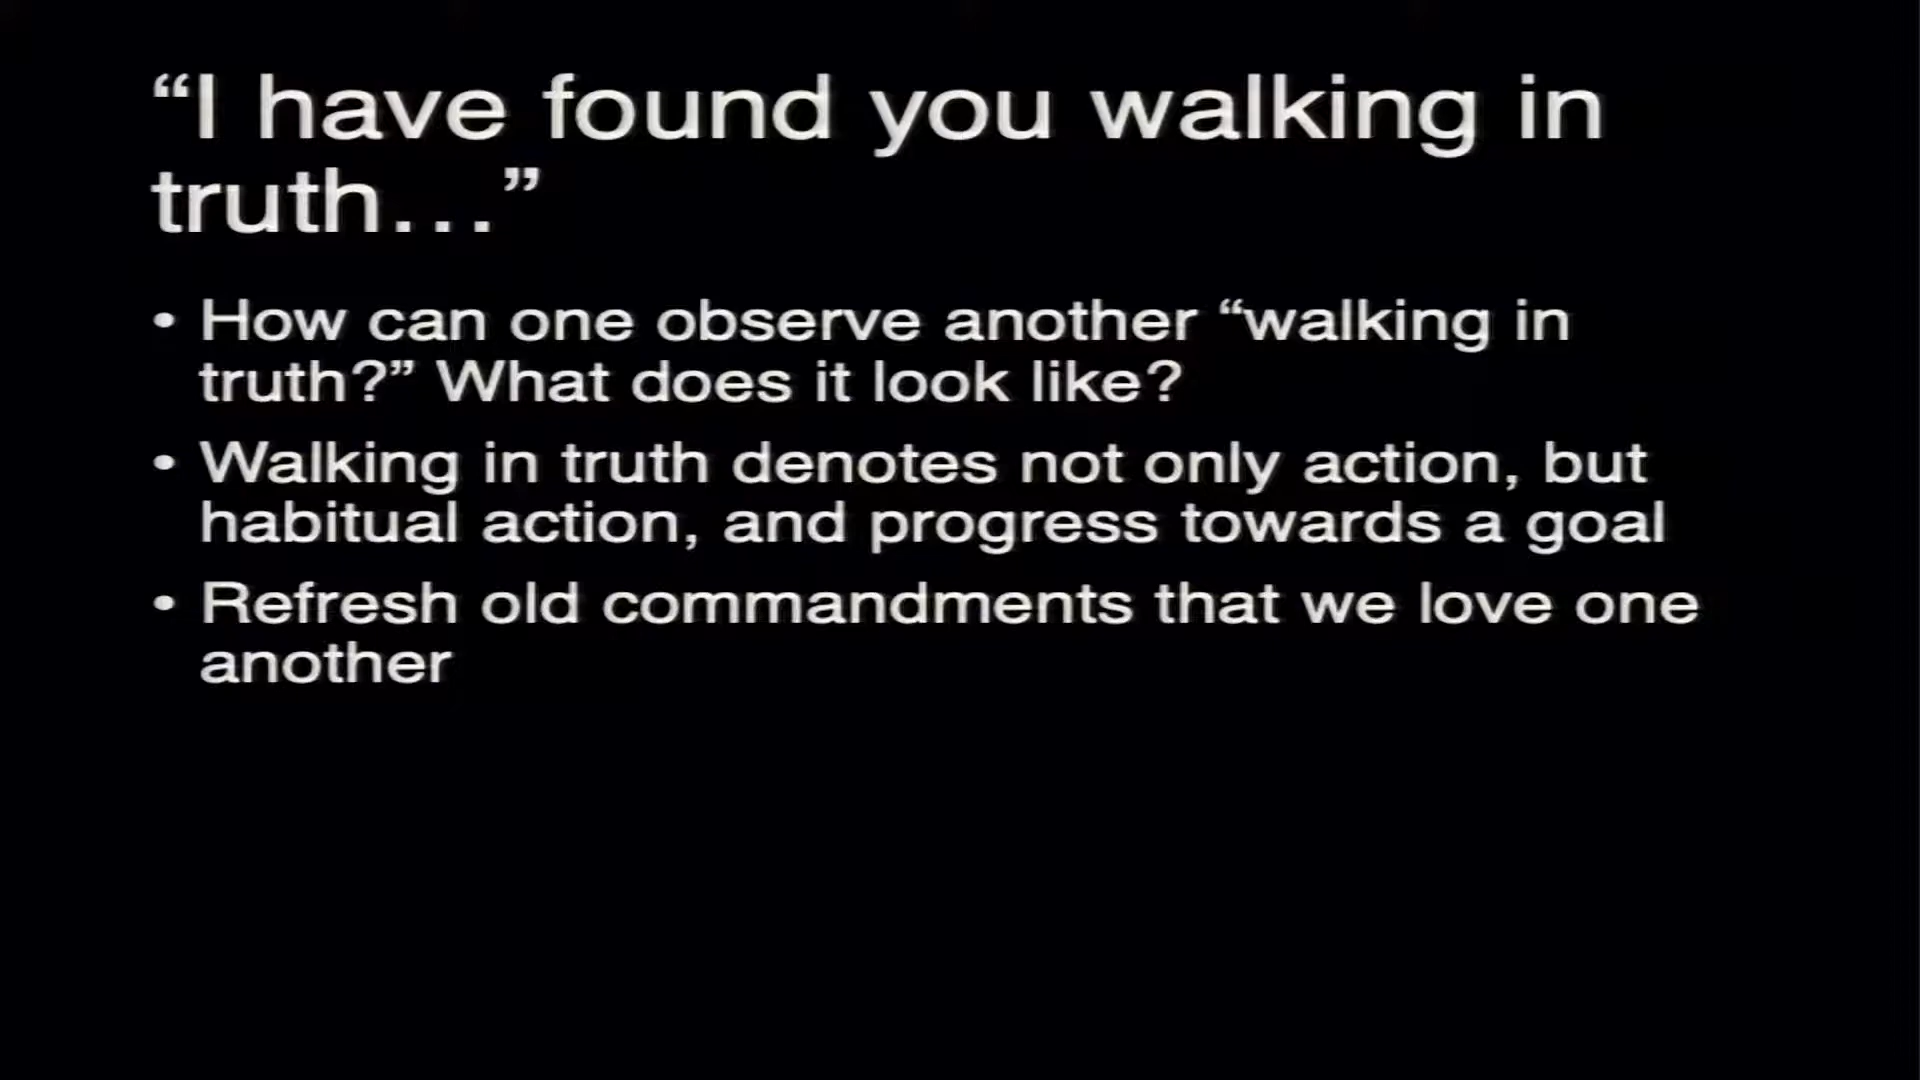 “I have found you walking in
truth...”
• How can one observe another “walking in
truth?” What does it look like?
• Walking in truth denotes not only action, but
habitual action, and progress towards a goal
• Refresh old commandments that we love one
another